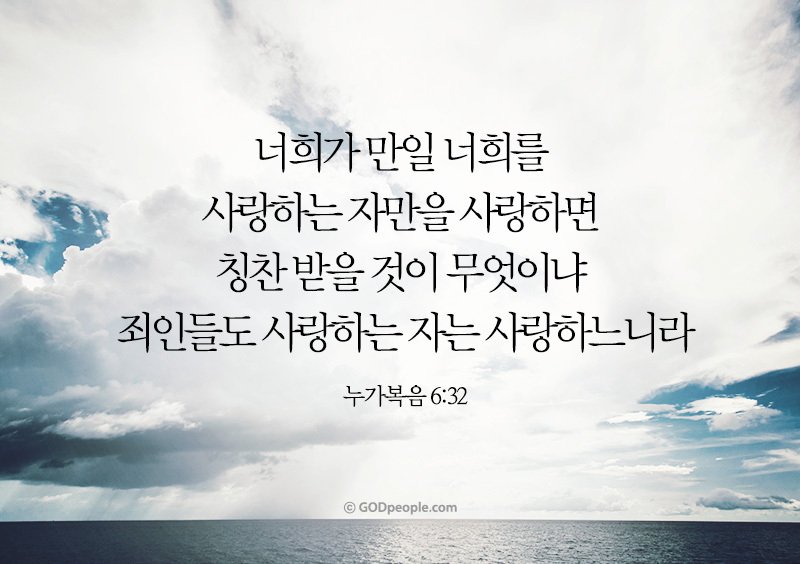 너희가 만일 너희를
사랑하는 자만을 사랑하면
칭찬 받을 것이 무엇이냐
죄인들도 사랑하는 자는 사랑하느니라
누가복음 6:32
© GODpeople.com